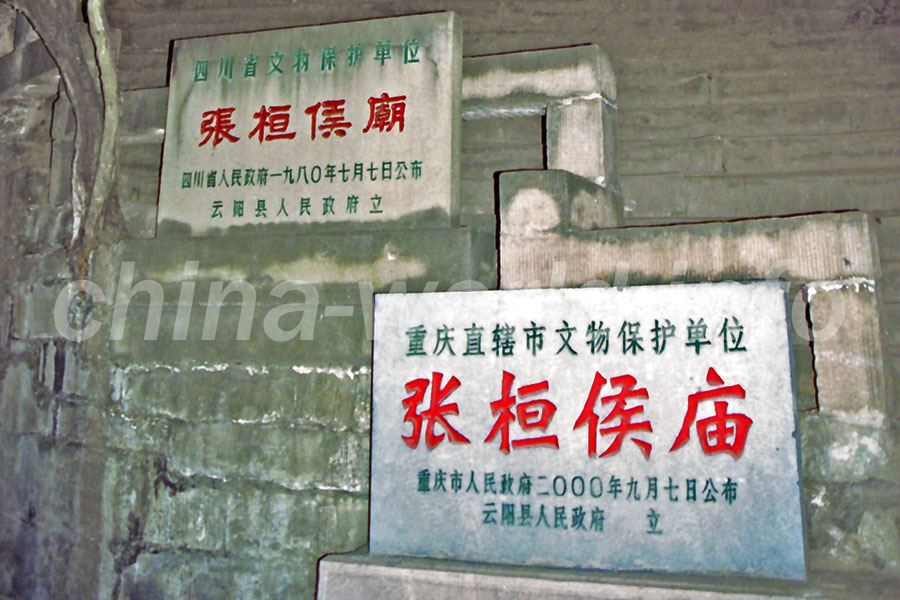 四川省文物保护单位
張桓侯廟
四川省人民政府一九八〇年七月七日公布
云阳县人民政府立
重庆直辖市文物保护单位
张桓侯庙
重庆市人民政府二〇〇〇年九月七日公布
云阳县人民政府 立